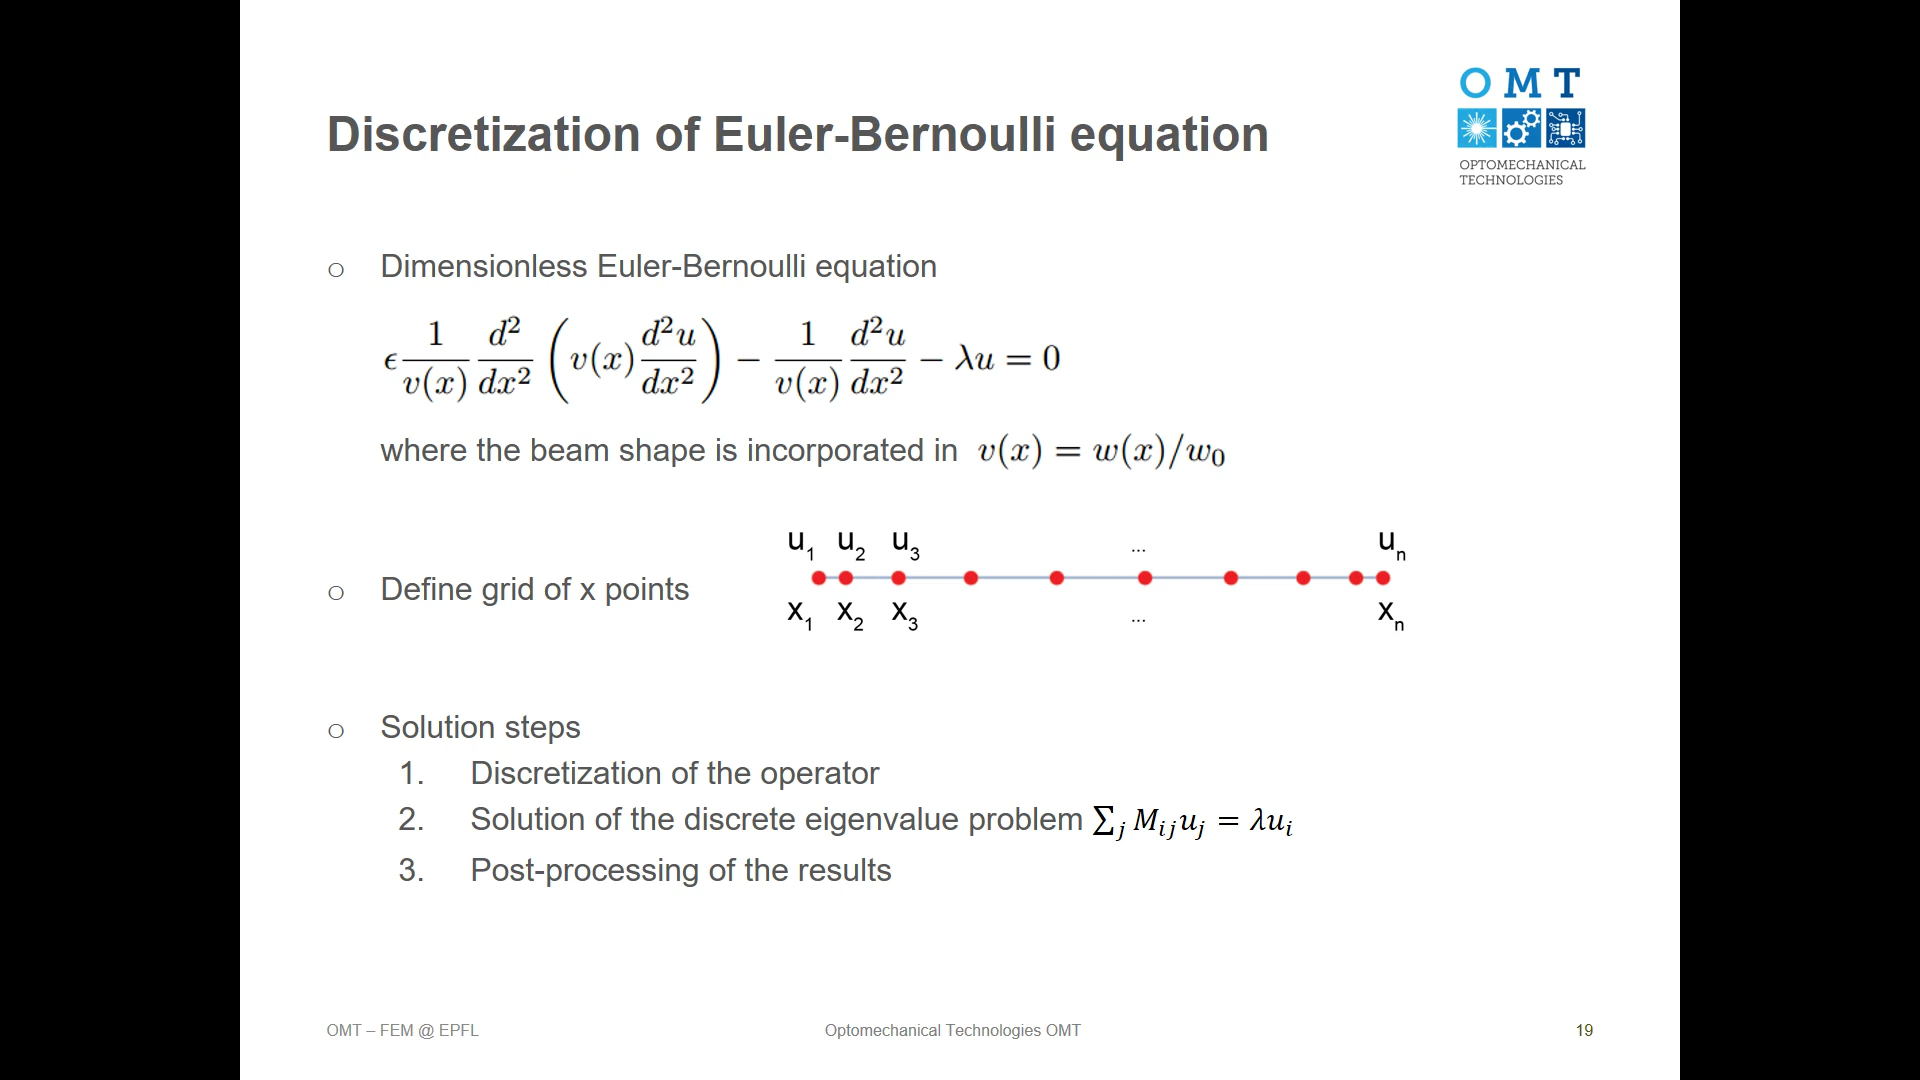 O M T
OPTOMECHANICAL
TECHNOLOGIES
Discretization of Euler-Bernoulli equation
o Dimensionless Euler-Bernoulli equation
ϵ 1/v(x) d²/dx² (v(x) d²u/dx²) − 1/v(x) d²u/dx² − λu = 0
where the beam shape is incorporated in v(x) = w(x)/w₀
u₁ u₂ u₃ ... uₙ
o Define grid of x points
x₁ x₂ x₃ ... xₙ
o Solution steps
1. Discretization of the operator
2. Solution of the discrete eigenvalue problem ∑ⱼ Mᵢⱼuⱼ = λuᵢ
3. Post-processing of the results
OMT – FEM @ EPFL
Optomechanical Technologies OMT
19